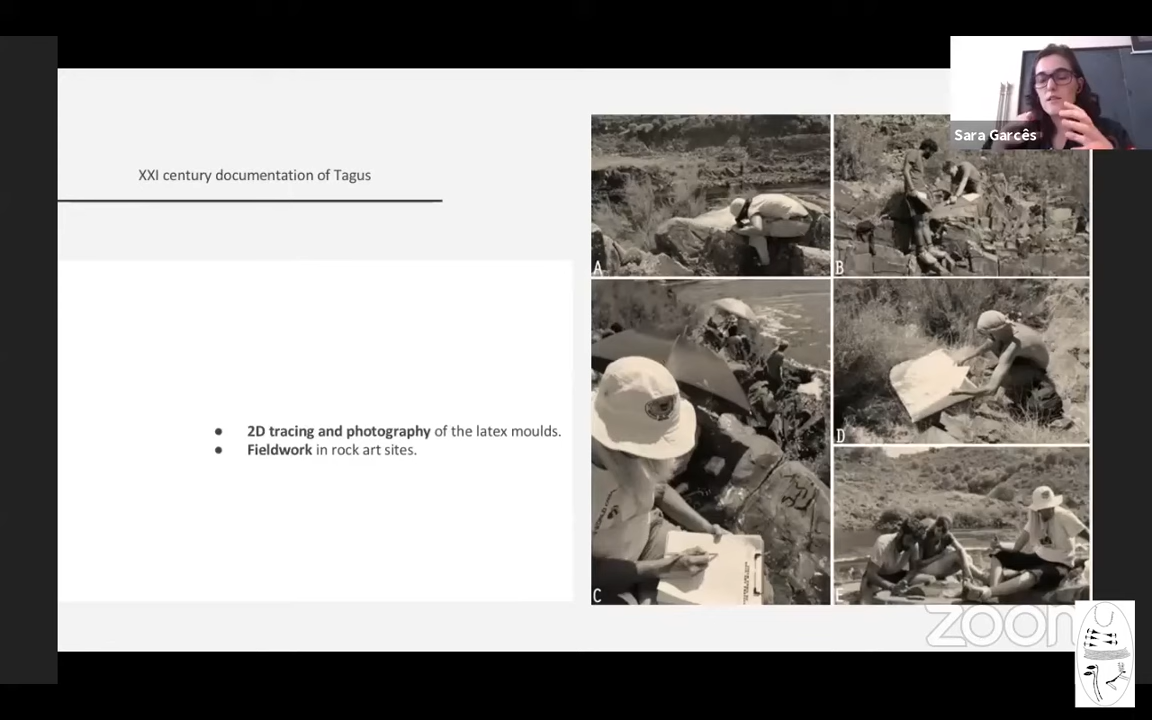 Sara Garcês
XXI century documentation of Tagus
● 2D tracing and photography of the latex moulds.
● Fieldwork in rock art sites.
A
B
C
D
E
zoom